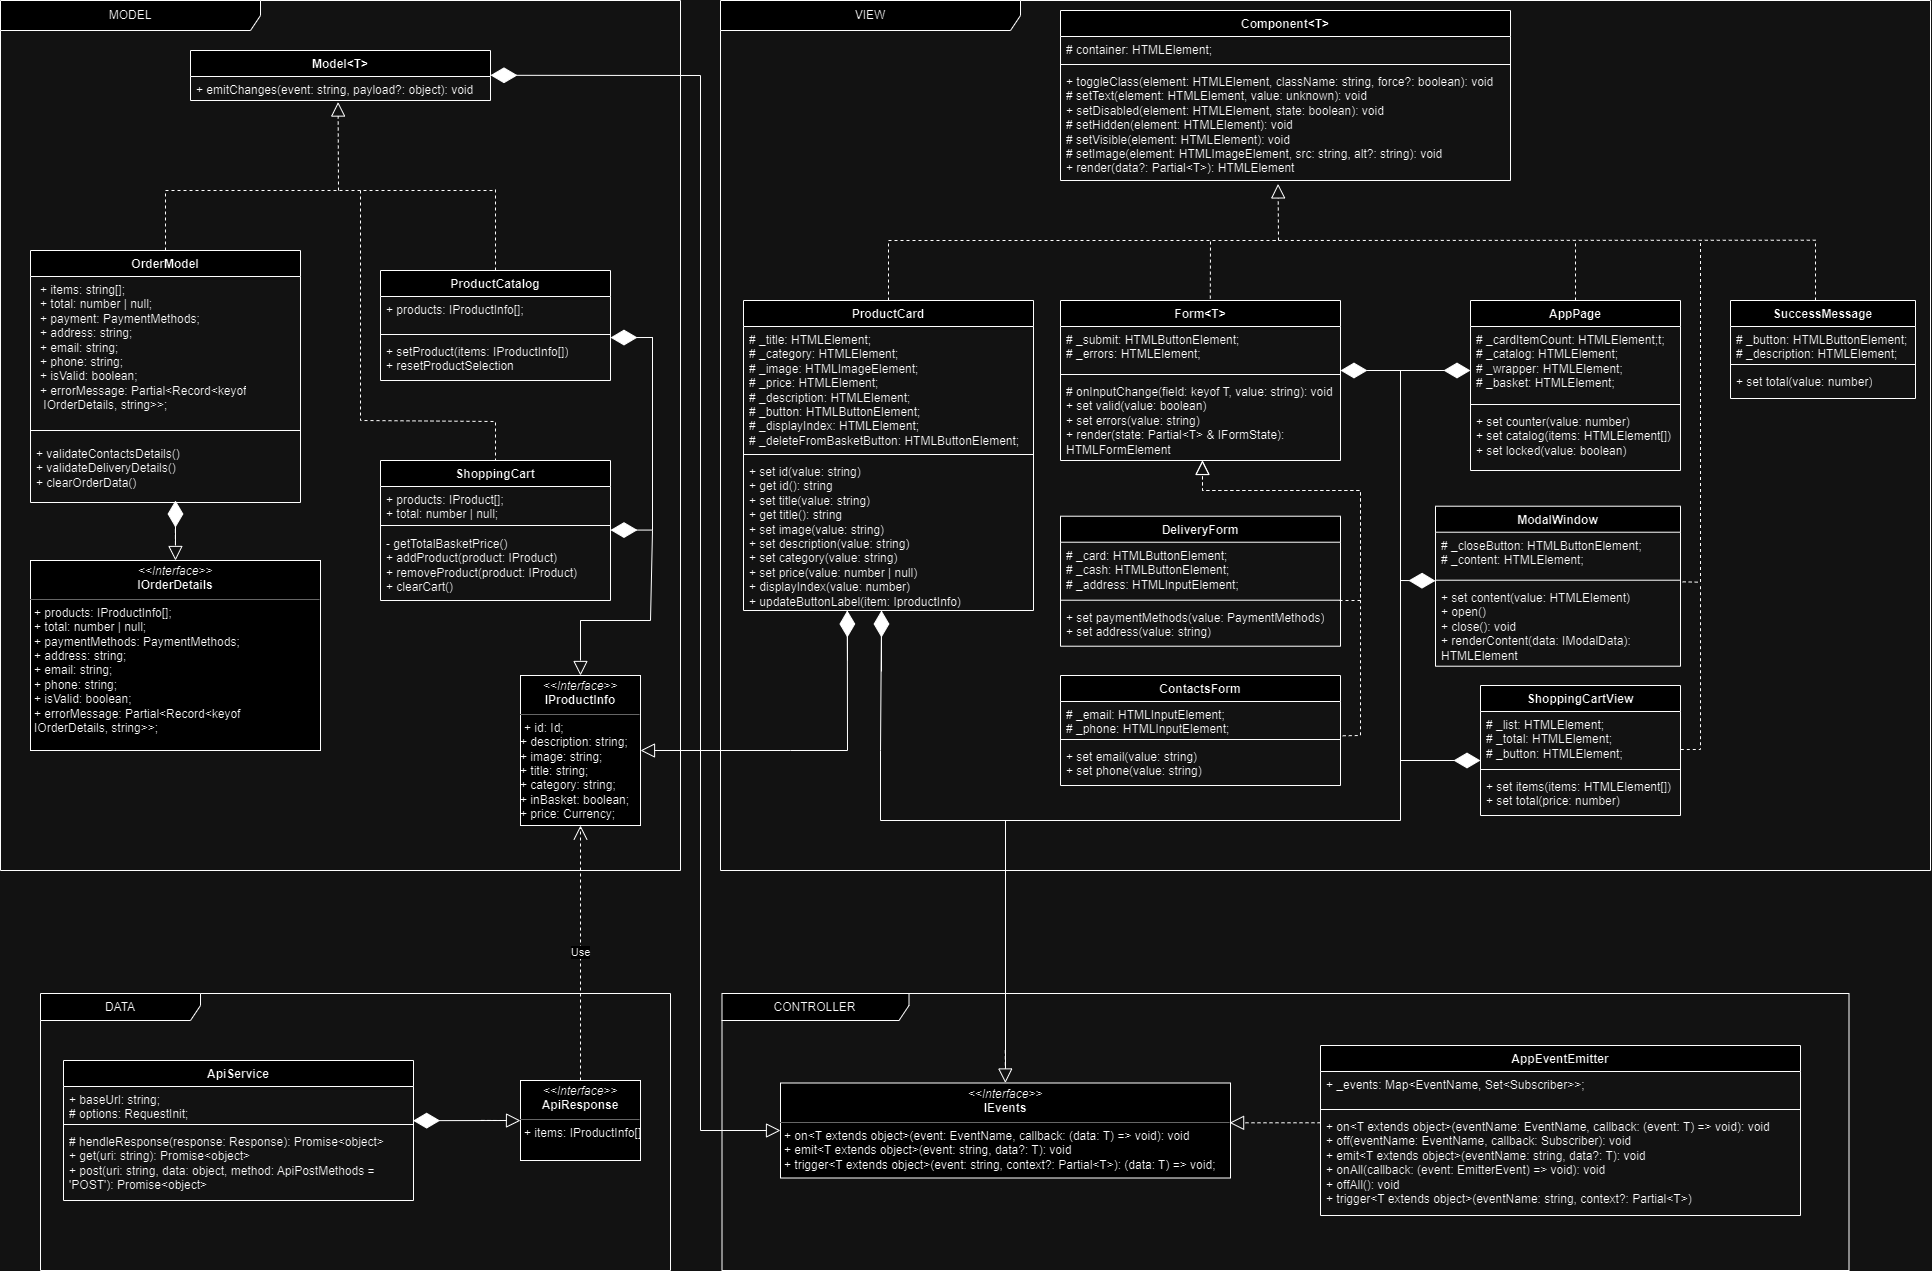 MODEL
Model<T>
+ emitChanges(event: string, payload?: object): void
OrderModel
+ items: string[];
+ total: number | null;
+ payment: PaymentMethods;
+ address: string;
+ email: string;
+ phone: string;
+ isValid: boolean;
+ errorMessage: Partial<Record<keyof
IOrderDetails, string>>;
+ validateContactsDetails()
+ validateDeliveryDetails()
+ clearOrderData()
ProductCatalog
+ products: IProductInfo[];
+ setProduct(items: IProductInfo[])
+ resetProductSelection
ShoppingCart
+ products: IProduct[];
+ total: number | null;
- getTotalBasketPrice()
+ addProduct(product: IProduct)
+ removeProduct(product: IProduct)
+ clearCart()
<<Interface>>
IOrderDetails
+ products: IProductInfo[];
+ total: number | null;
+ paymentMethods: PaymentMethods;
+ address: string;
+ email: string;
+ phone: string;
+ isValid: boolean;
+ errorMessage: Partial<Record<keyof
IOrderDetails, string>>;
<<Interface>>
IProductInfo
+ id: Id;
+ description: string;
+ image: string;
+ title: string;
+ category: string;
+ inBasket: boolean;
+ price: Currency;
VIEW
Component<T>
# container: HTMLElement;
+ toggleClass(element: HTMLElement, className: string, force?: boolean): void
# setText(element: HTMLElement, value: unknown): void
+ setDisabled(element: HTMLElement, state: boolean): void
# setHidden(element: HTMLElement): void
# setVisible(element: HTMLElement): void
# setImage(element: HTMLImageElement, src: string, alt?: string): void
+ render(data?: Partial<T>): HTMLElement
ProductCard
# _title: HTMLElement;
# _category: HTMLElement;
# _image: HTMLImageElement;
# _price: HTMLElement;
# _description: HTMLElement;
# _button: HTMLButtonElement;
# _displayIndex: HTMLElement;
# _deleteFromBasketButton: HTMLButtonElement;
+ set id(value: string)
+ get id(): string
+ set title(value: string)
+ get title(): string
+ set image(value: string)
+ set description(value: string)
+ set category(value: string)
+ set price(value: number | null)
+ displayIndex(value: number)
+ updateButtonLabel(item: IproductInfo)
Form<T>
# _submit: HTMLButtonElement;
# _errors: HTMLElement;
# onInputChange(field: keyof T, value: string): void
+ set valid(value: boolean)
+ set errors(value: string)
+ render(state: Partial<T> & IFormState):
HTMLFormElement
DeliveryForm
# _card: HTMLButtonElement;
# _cash: HTMLButtonElement;
# _address: HTMLInputElement;
+ set paymentMethods(value: PaymentMethods)
+ set address(value: string)
ContactsForm
# _email: HTMLInputElement;
# _phone: HTMLInputElement;
+ set email(value: string)
+ set phone(value: string)
AppPage
# _cardItemCount: HTMLElement;t;
# _catalog: HTMLElement;
# _wrapper: HTMLElement;
# _basket: HTMLElement;
+ set counter(value: number)
+ set catalog(items: HTMLElement[])
+ set locked(value: boolean)
SuccessMessage
# _button: HTMLButtonElement;
# _description: HTMLElement;
+ set total(value: number)
ModalWindow
# _closeButton: HTMLButtonElement;
# _content: HTMLElement;
+ set content(value: HTMLElement)
+ open()
+ close(): void
+ renderContent(data: IModalData):
HTMLElement
ShoppingCartView
# _list: HTMLElement;
# _total: HTMLElement;
# _button: HTMLElement;
+ set items(items: HTMLElement[])
+ set total(price: number)
Use
DATA
ApiService
+ baseUrl: string;
# options: RequestInit;
# hendleResponse(response: Response): Promise<object>
+ get(uri: string): Promise<object>
+ post(uri: string, data: object, method: ApiPostMethods =
'POST'): Promise<object>
<<Interface>>
ApiResponse
+ items: IProductInfo[]
CONTROLLER
<<Interface>>
IEvents
+ on<T extends object>(event: EventName, callback: (data: T) => void): void
+ emit<T extends object>(event: string, data?: T): void
+ trigger<T extends object>(event: string, context?: Partial<T>): (data: T) => void;
AppEventEmitter
+ _events: Map<EventName, Set<Subscriber>>;
+ on<T extends object>(eventName: EventName, callback: (event: T) => void): void
+ off(eventName: EventName, callback: Subscriber): void
+ emit<T extends object>(eventName: string, data?: T): void
+ onAll(callback: (event: EmitterEvent) => void): void
+ offAll(): void
+ trigger<T extends object>(eventName: string, context?: Partial<T>)